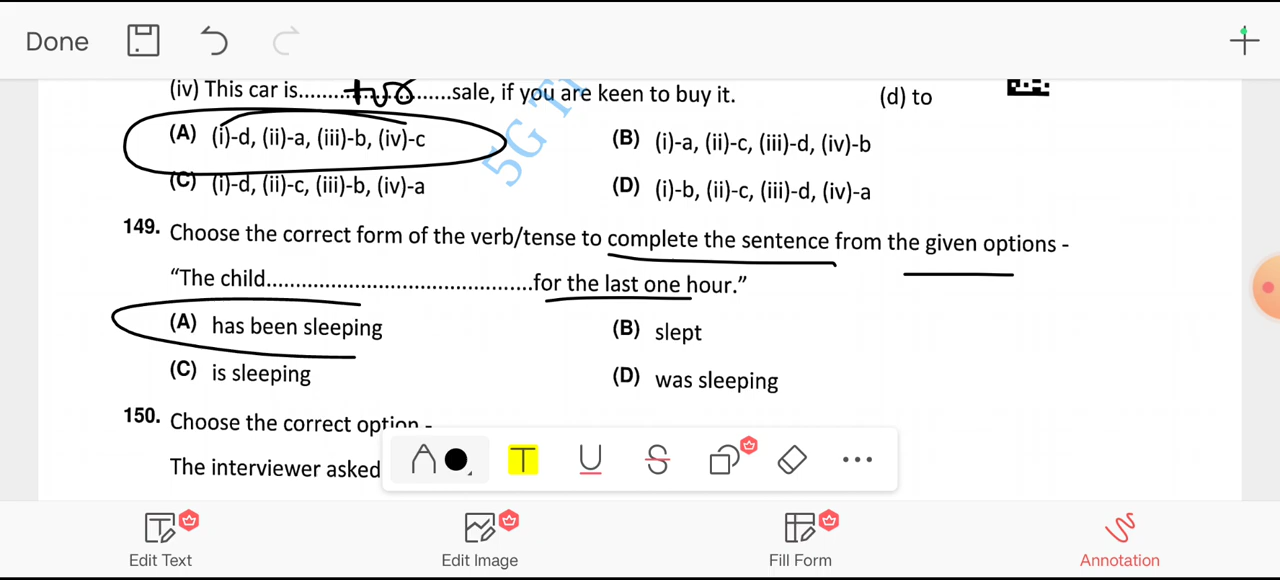 Done
(iv) This car is..............................sale, if you are keen to buy it. (d) to
(A) (i)-d, (ii)-a, (iii)-b, (iv)-c (B) (i)-a, (ii)-c, (iii)-d, (iv)-b
(C) (i)-d, (ii)-c, (iii)-b, (iv)-a (D) (i)-b, (ii)-c, (iii)-d, (iv)-a
5G
149. Choose the correct form of the verb/tense to complete the sentence from the given options -
“The child................................................for the last one hour.”
(A) has been sleeping (B) slept
(C) is sleeping (D) was sleeping
150. Choose the correct option -
The interviewer asked
Edit Text Edit Image Fill Form Annotation